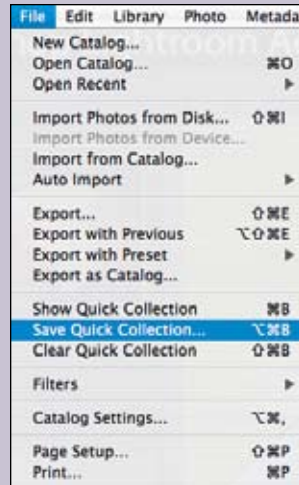 File Edit Library Photo Metada
New Catalog...
Open Catalog... ⌘O
Open Recent ▶
Import Photos from Disk... ⇧⌘I
Import Photos from Device...
Import from Catalog...
Auto Import ▶
Export... ⇧⌘E
Export with Previous ⌥⇧⌘E
Export with Preset ▶
Export as Catalog...
Show Quick Collection ⌘B
Save Quick Collection... ⌥⌘B
Clear Quick Collection ⇧⌘B
Filters ▶
Catalog Settings... ⌥⌘,
Page Setup... ⇧⌘P
Print... ⌘P